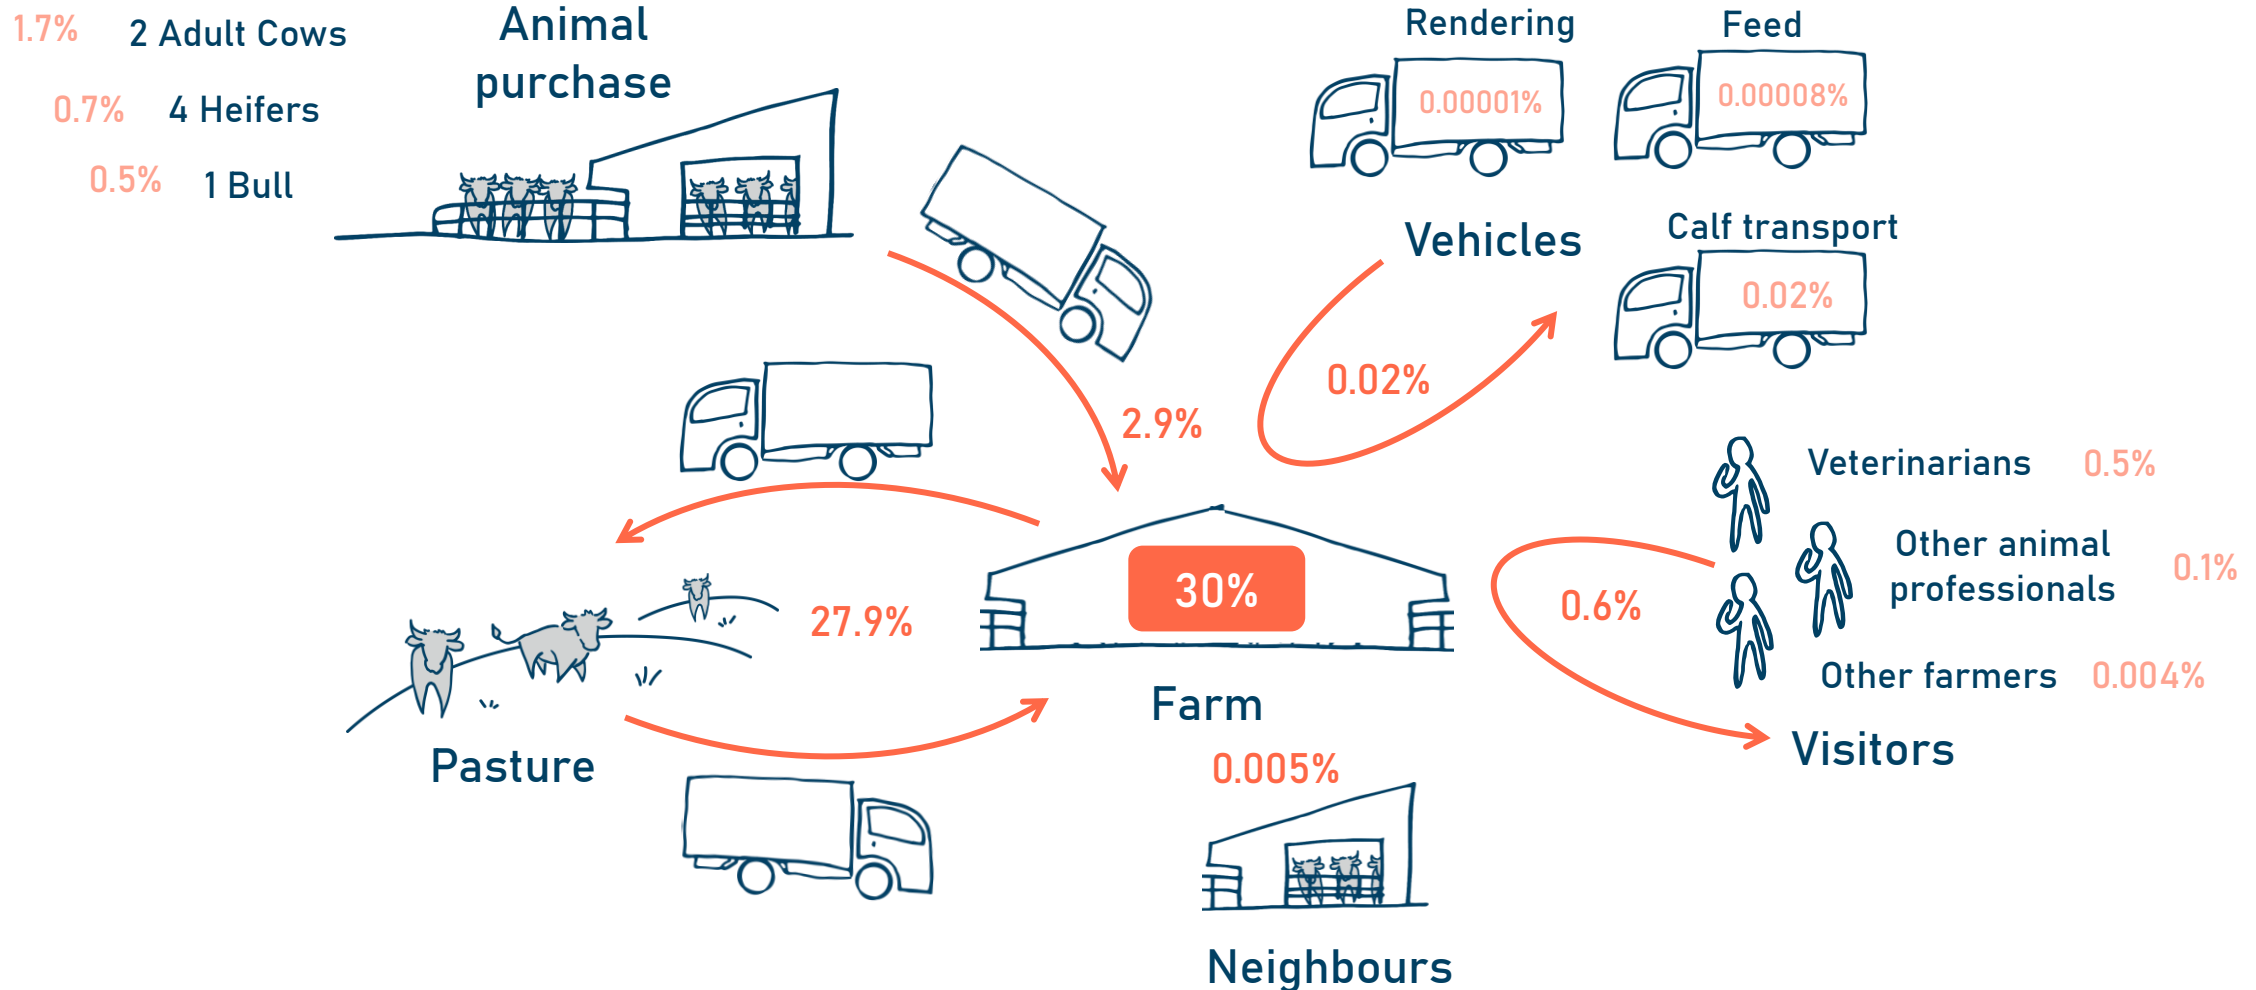 1.7% 2 Adult Cows
0.7% 4 Heifers
0.5% 1 Bull
Animal
purchase
Rendering
0.00001%
Feed
0.00008%
Vehicles
Calf transport
0.02%
0.02%
2.9%
Veterinarians 0.5%
Other animal
professionals
0.1%
Other farmers 0.004%
0.6%
Visitors
30%
27.9%
Farm
Pasture
0.005%
Neighbours